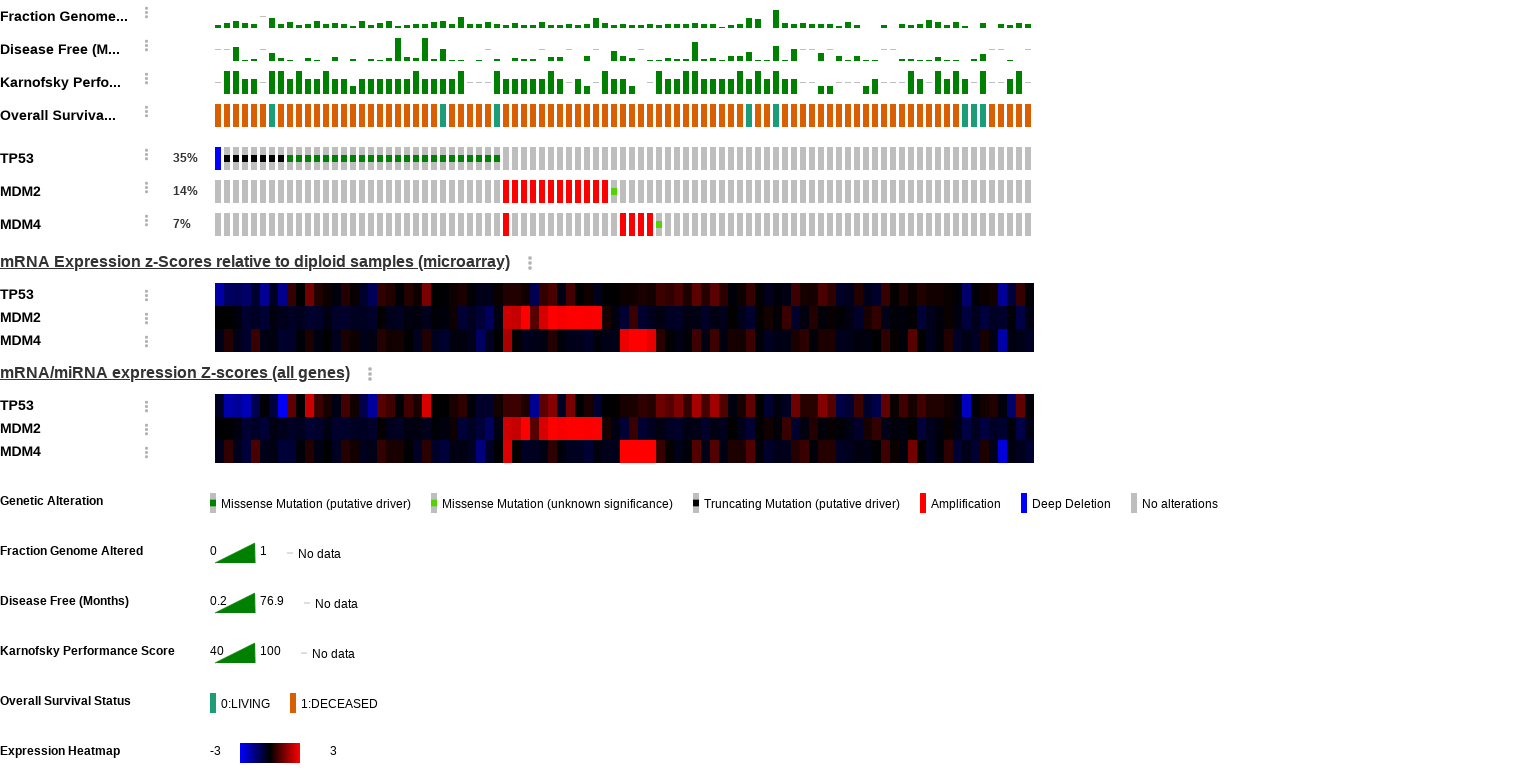 Fraction Genome...
Disease Free (M...
Karnofsky Perfo...
Overall Surviva...
TP53 35%
MDM2 14%
MDM4 7%
mRNA Expression z-Scores relative to diploid samples (microarray)
TP53
MDM2
MDM4
mRNA/miRNA expression Z-scores (all genes)
TP53
MDM2
MDM4
Genetic Alteration Missense Mutation (putative driver) Missense Mutation (unknown significance) Truncating Mutation (putative driver) Amplification Deep Deletion No alterations
Fraction Genome Altered 0 1 No data
Disease Free (Months) 0.2 76.9 No data
Karnofsky Performance Score 40 100 No data
Overall Survival Status 0:LIVING 1:DECEASED
Expression Heatmap -3 3